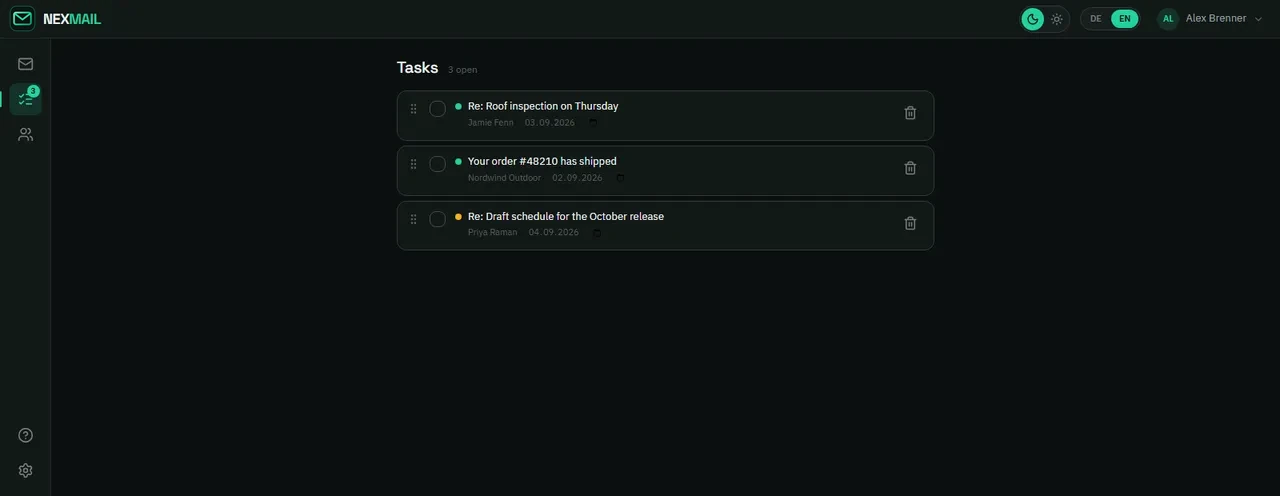 NEXMAIL
DE EN AL Alex Brenner
3
Tasks 3 open
Re: Roof inspection on Thursday
Jamie Fenn 03.09.2026
Your order #48210 has shipped
Nordwind Outdoor 02.09.2026
Re: Draft schedule for the October release
Priya Raman 04.09.2026